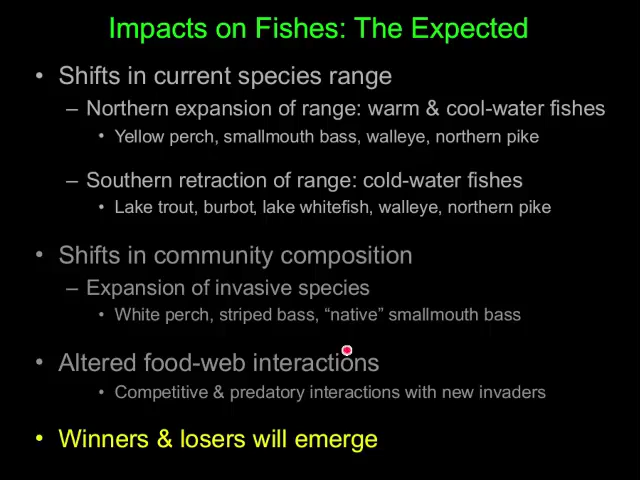 Impacts on Fishes: The Expected
• Shifts in current species range
– Northern expansion of range: warm & cool-water fishes
• Yellow perch, smallmouth bass, walleye, northern pike
– Southern retraction of range: cold-water fishes
• Lake trout, burbot, lake whitefish, walleye, northern pike
• Shifts in community composition
– Expansion of invasive species
• White perch, striped bass, “native” smallmouth bass
• Altered food-web interactions
• Competitive & predatory interactions with new invaders
• Winners & losers will emerge